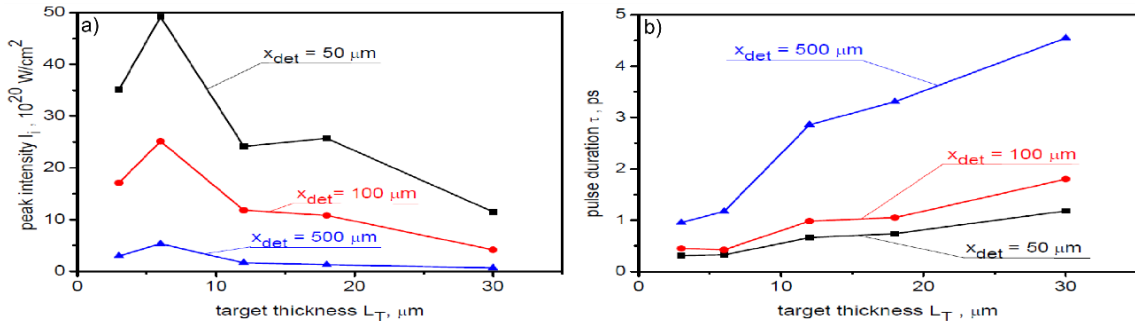 a)
peak intensity I_i, 10^20 W/cm^2
50
40
30
20
10
0
x_det = 50 μm
x_det = 100 μm
x_det = 500 μm
0 10 20 30
target thickness L_T, μm
b)
pulse duration τ, ps
5
4
3
2
1
0
x_det = 500 μm
x_det = 100 μm
x_det = 50 μm
0 10 20 30
target thickness L_T, μm